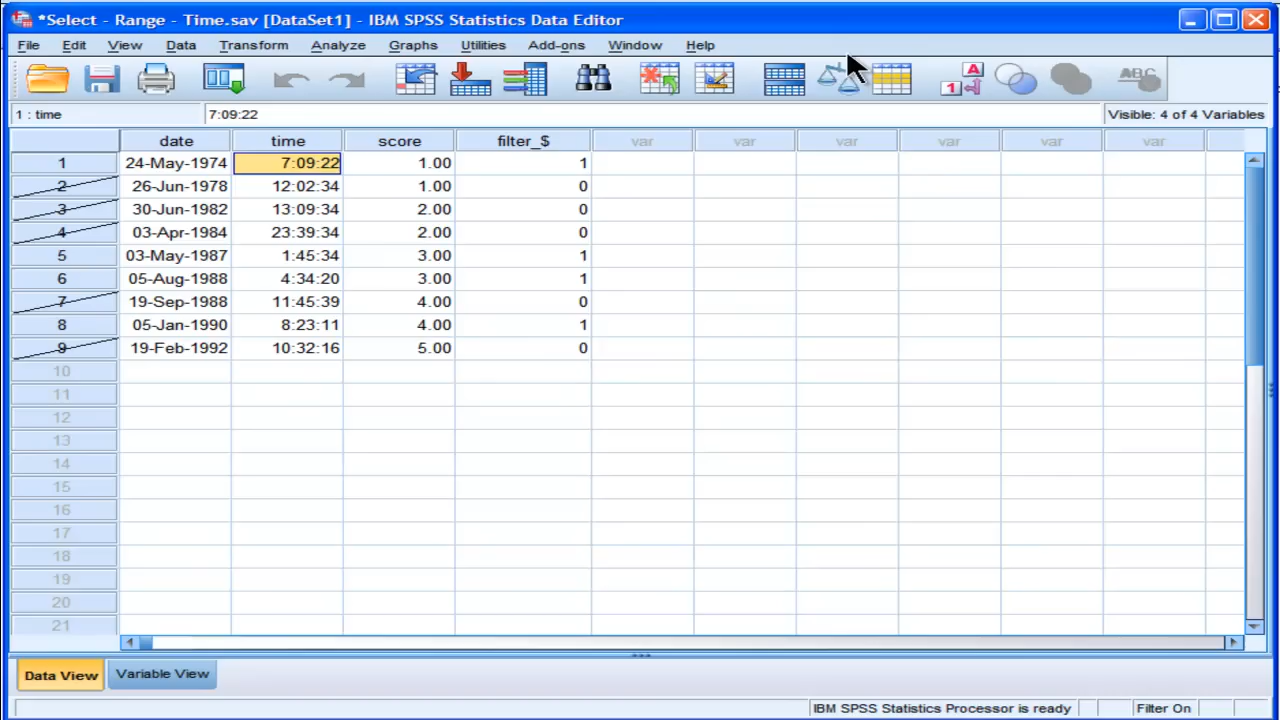 *Select - Range - Time.sav [DataSet1] - IBM SPSS Statistics Data Editor
File Edit View Data Transform Analyze Graphs Utilities Add-ons Window Help
A
1
ABC
1 : time 7:09:22 Visible: 4 of 4 Variables
date time score filter_$ var var var var var var
1 24-May-1974 7:09:22 1.00 1
2 26-Jun-1978 12:02:34 1.00 0
3 30-Jun-1982 13:09:34 2.00 0
4 03-Apr-1984 23:39:34 2.00 0
5 03-May-1987 1:45:34 3.00 1
6 05-Aug-1988 4:34:20 3.00 1
7 19-Sep-1988 11:45:39 4.00 0
8 05-Jan-1990 8:23:11 4.00 1
9 19-Feb-1992 10:32:16 5.00 0
10
11
12
13
14
15
16
17
18
19
20
21
Data View Variable View
IBM SPSS Statistics Processor is ready Filter On